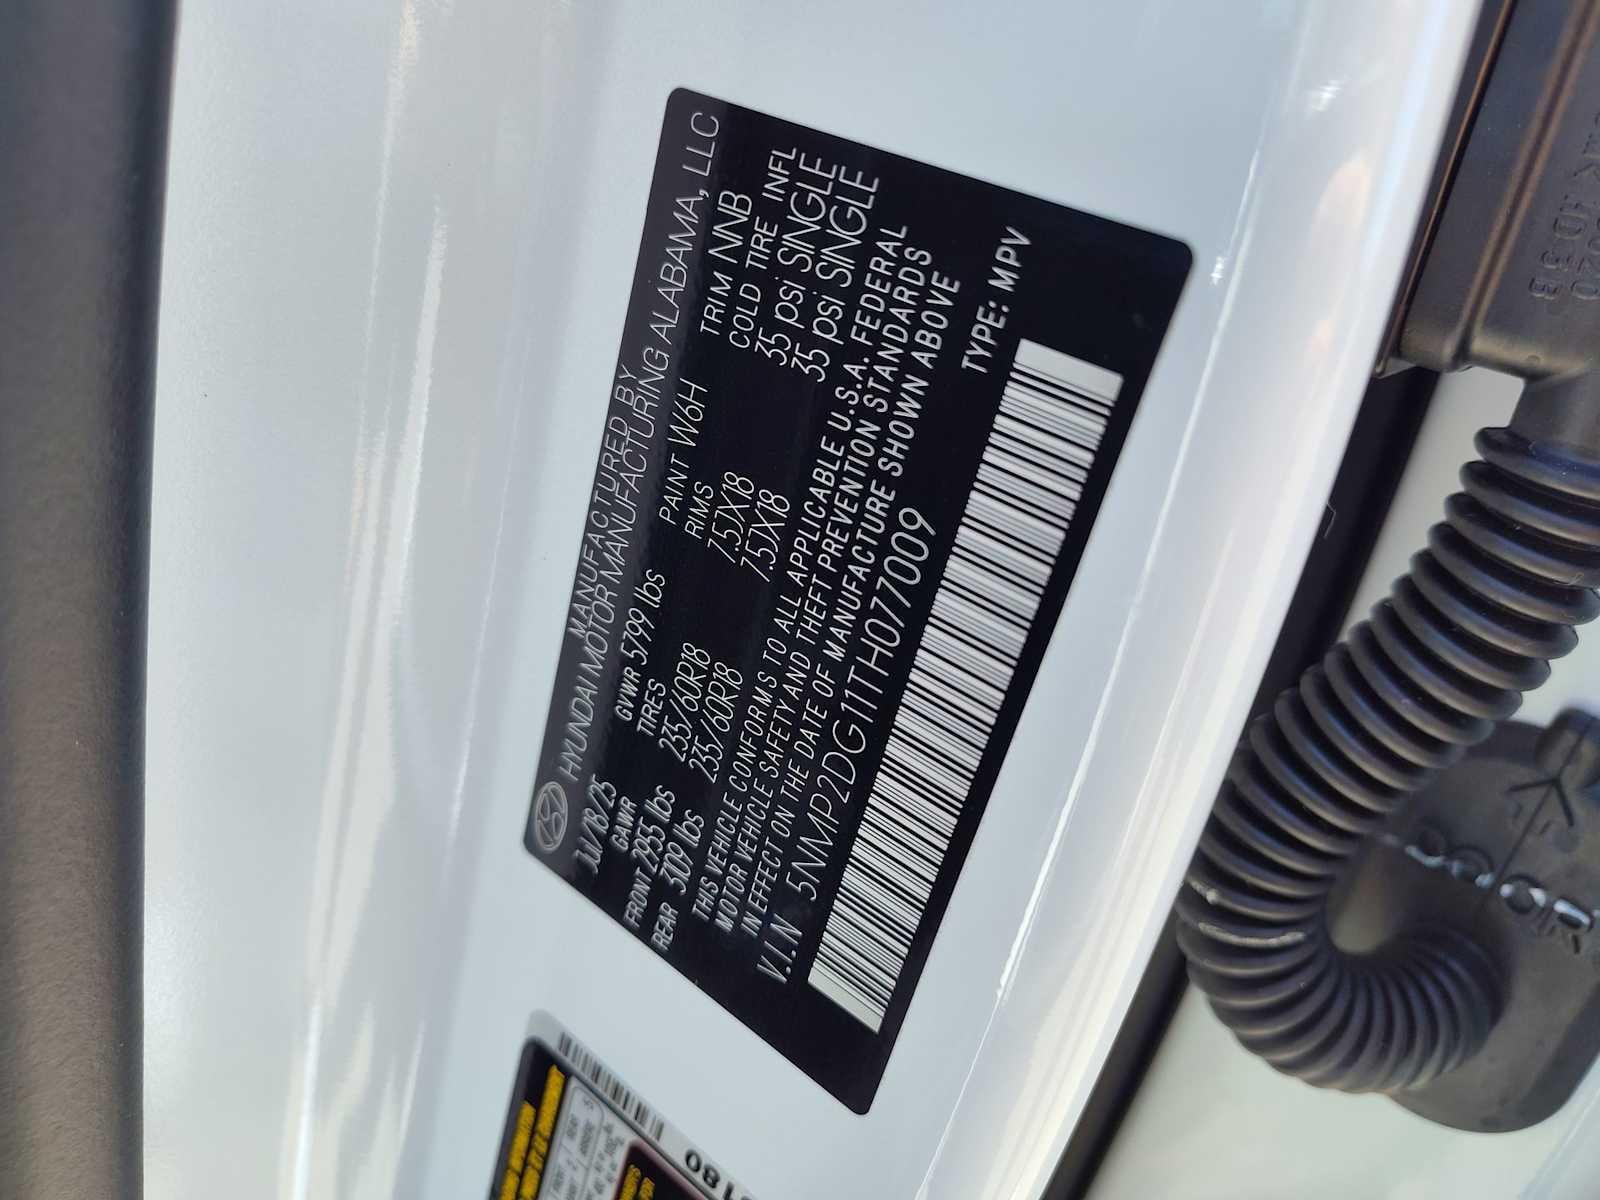 MANUFACTURED BY
HYUNDAI MOTOR MANUFACTURING ALABAMA, LLC
JUL/18/25 GVWR 5799 lbs PAINT W6H TRIM NNB
GAWR TIRES RIMS COLD TIRE INFL
FRONT 2955 lbs 235/60R18 7.5JX18 35 psi SINGLE
REAR 3109 lbs 235/60R18 7.5JX18 35 psi SINGLE
THIS VEHICLE CONFORMS TO ALL APPLICABLE U.S.A. FEDERAL
MOTOR VEHICLE SAFETY AND THEFT PREVENTION STANDARDS
IN EFFECT ON THE DATE OF MANUFACTURE SHOWN ABOVE
V.I.N 5NMP2DG11TH077009 TYPE: MPV
DOOR
180